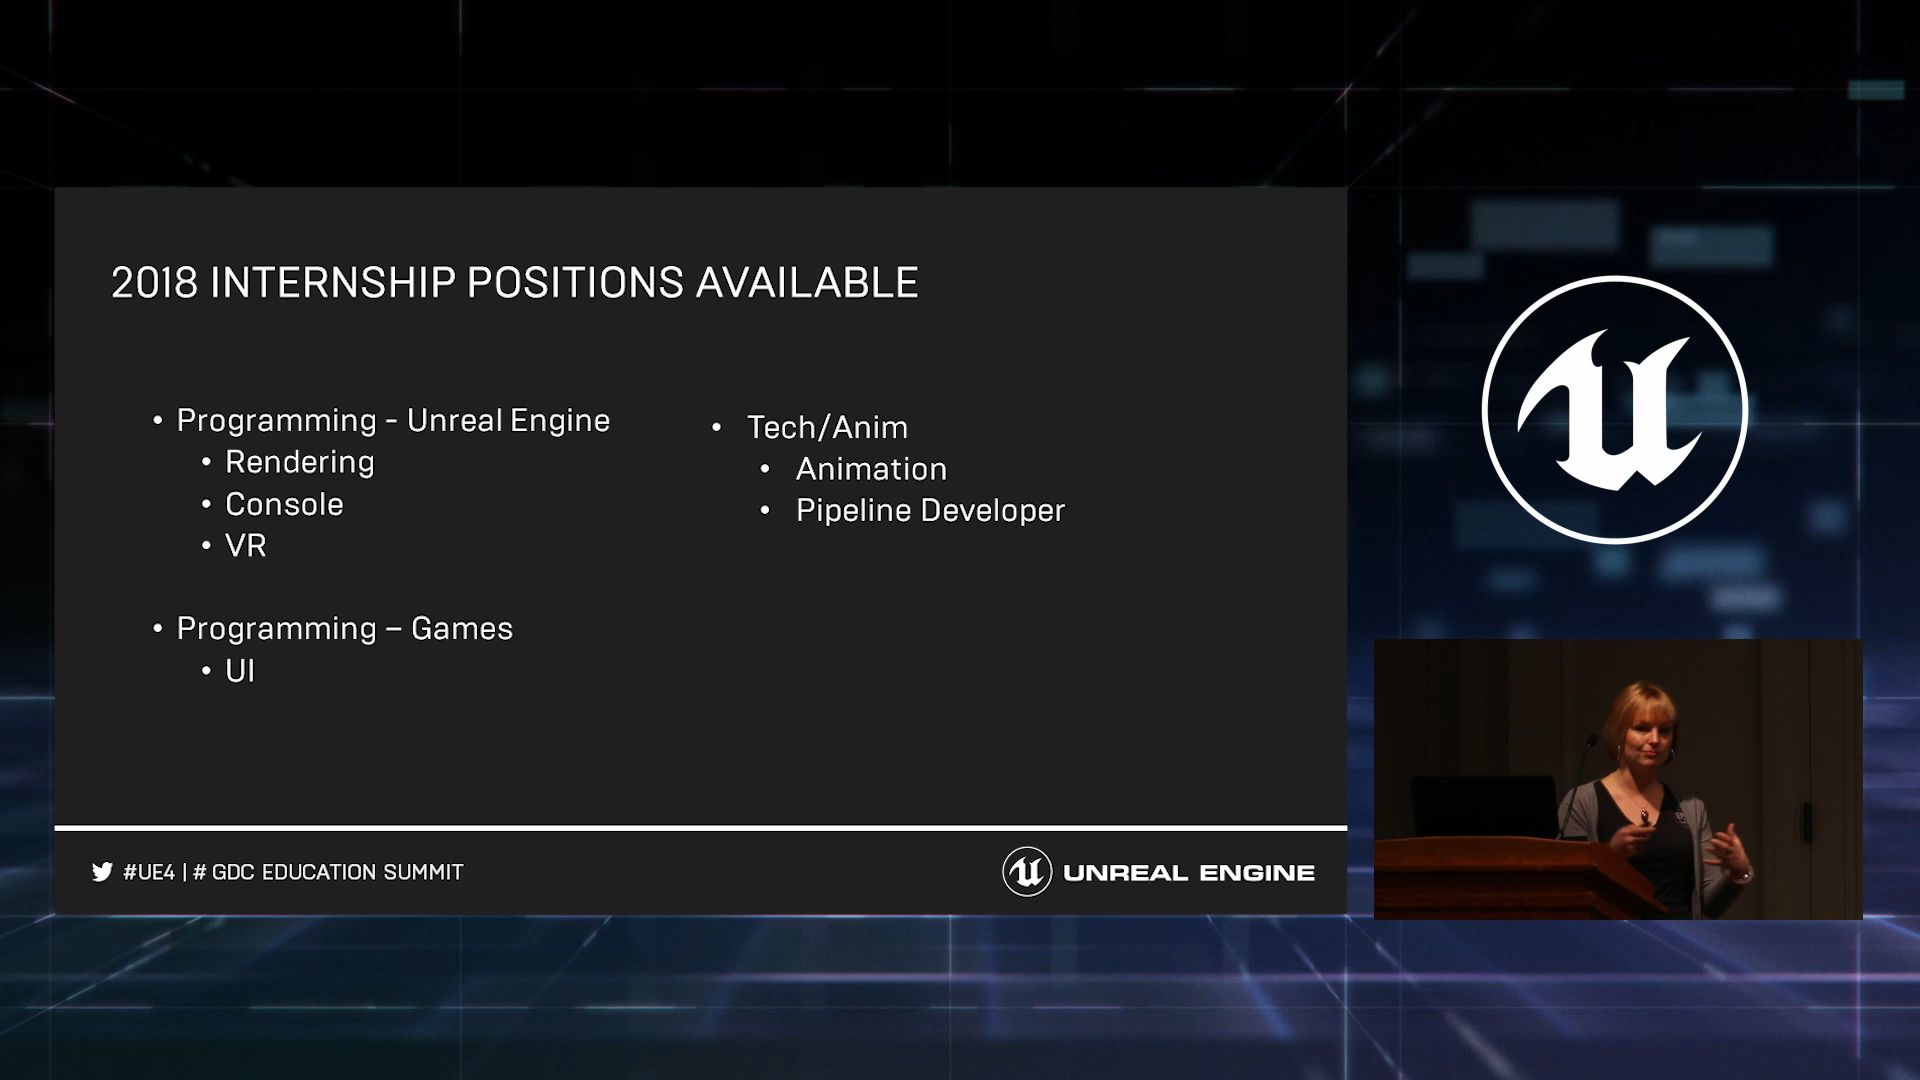 2018 INTERNSHIP POSITIONS AVAILABLE
• Programming - Unreal Engine
• Rendering
• Console
• VR
• Programming – Games
• UI
• Tech/Anim
• Animation
• Pipeline Developer
#UE4 | # GDC EDUCATION SUMMIT
UNREAL ENGINE